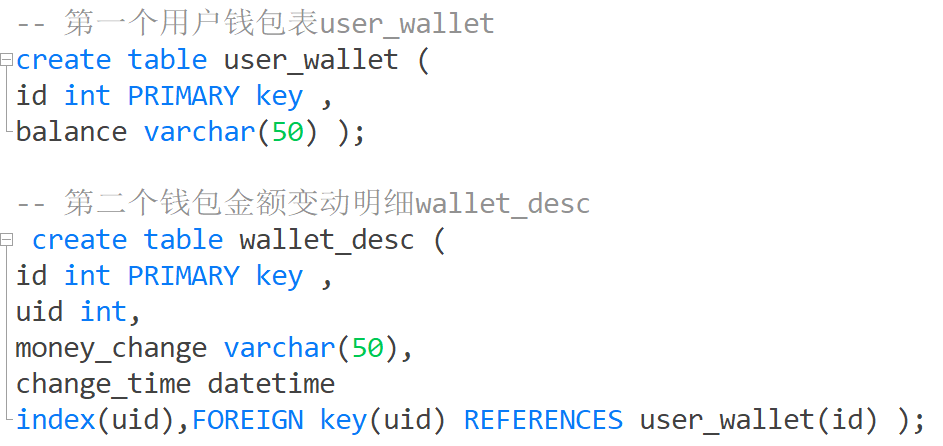 -- 第一个用户钱包表user_wallet
create table user_wallet (
id int PRIMARY key ,
balance varchar(50) );
-- 第二个钱包金额变动明细wallet_desc
create table wallet_desc (
id int PRIMARY key ,
uid int,
money_change varchar(50),
change_time datetime
index(uid),FOREIGN key(uid) REFERENCES user_wallet(id) );